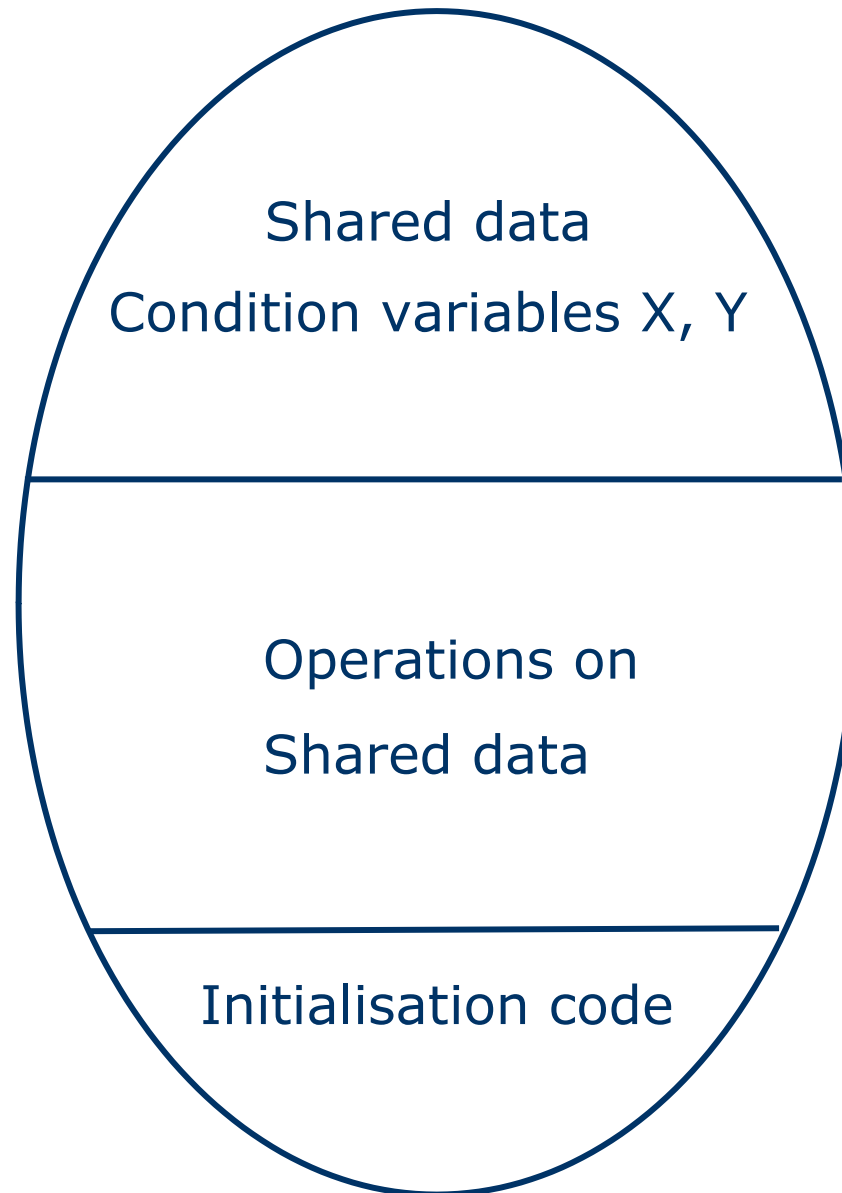 Shared data
Condition variables X, Y
Operations on
Shared data
Initialisation code